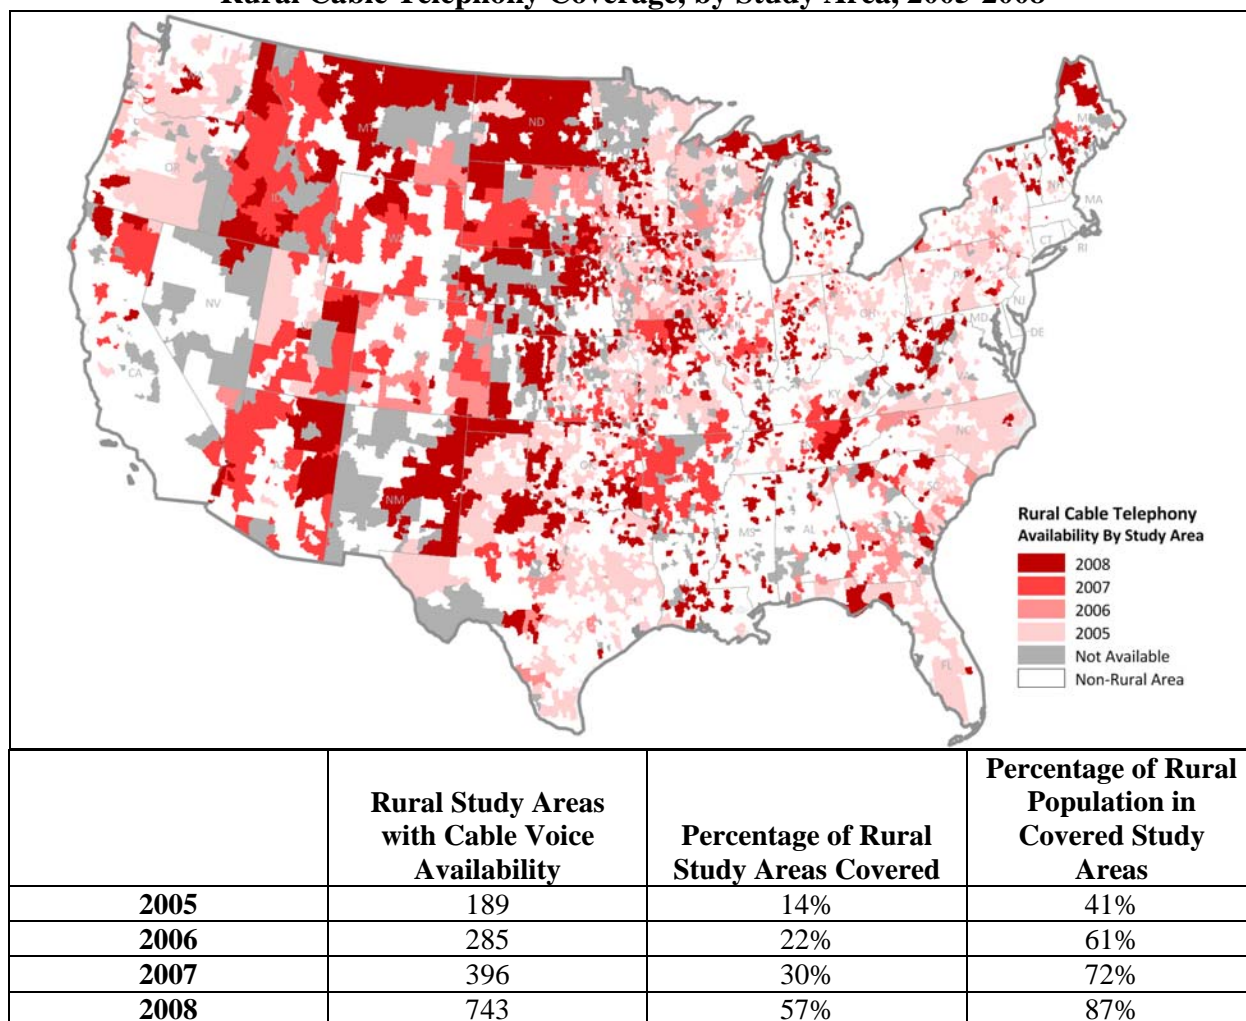 Rural Cable Telephony Coverage, by Study Area, 2005-2008
WA
MT
ND
OR
ID
NV
CA
NM
MS
AL
KY
NC
FL
MA
CT
RI
NJ
MD
DE
Rural Cable Telephony
Availability By Study Area
2008
2007
2006
2005
Not Available
Non-Rural Area
Rural Study Areas with Cable Voice Availability
Percentage of Rural Study Areas Covered
Percentage of Rural Population in Covered Study Areas
2005 189 14% 41%
2006 285 22% 61%
2007 396 30% 72%
2008 743 57% 87%